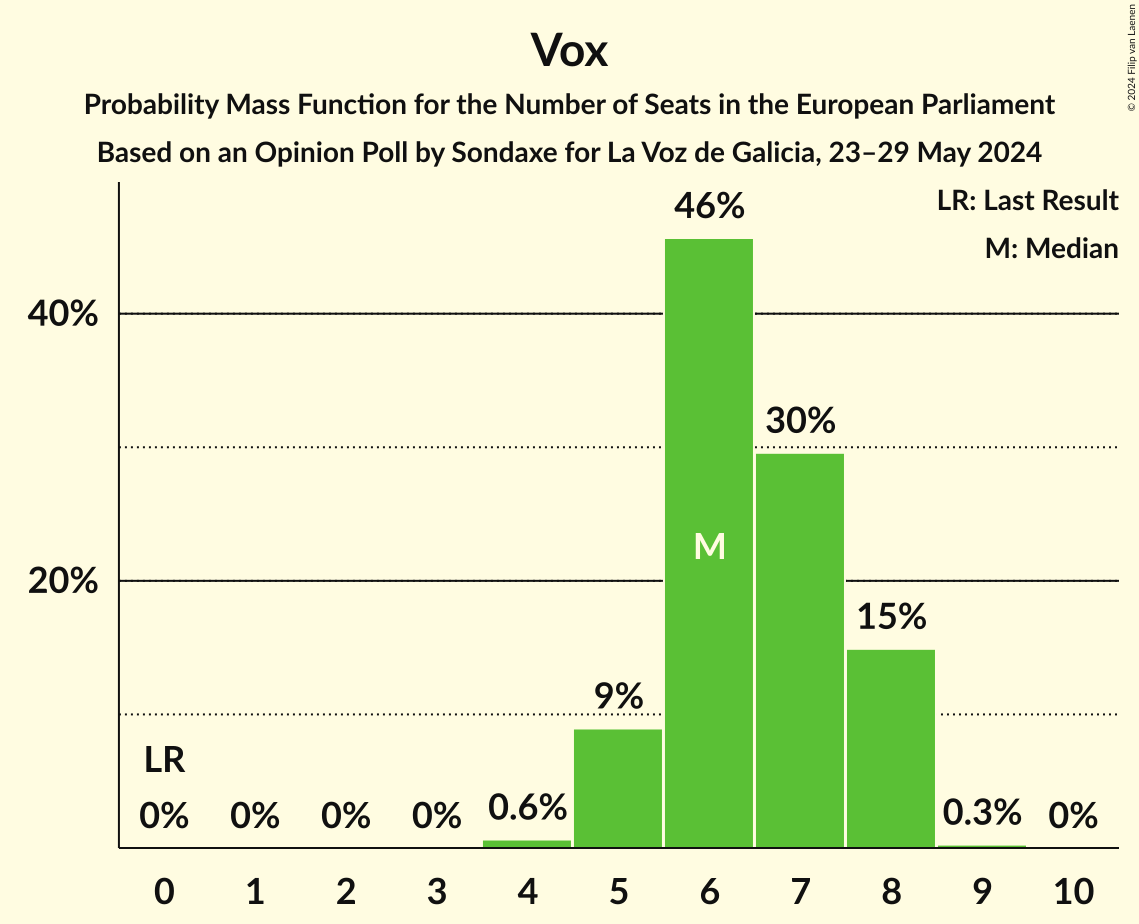 Vox
Probability Mass Function for the Number of Seats in the European Parliament
Based on an Opinion Poll by Sondaxe for La Voz de Galicia, 23–29 May 2024
© 2024 Filip van Laenen
LR: Last Result
M: Median
40%
20%
LR
0%
0%
0%
0%
0.6%
9%
46%
M
30%
15%
0.3%
0%
0 1 2 3 4 5 6 7 8 9 10